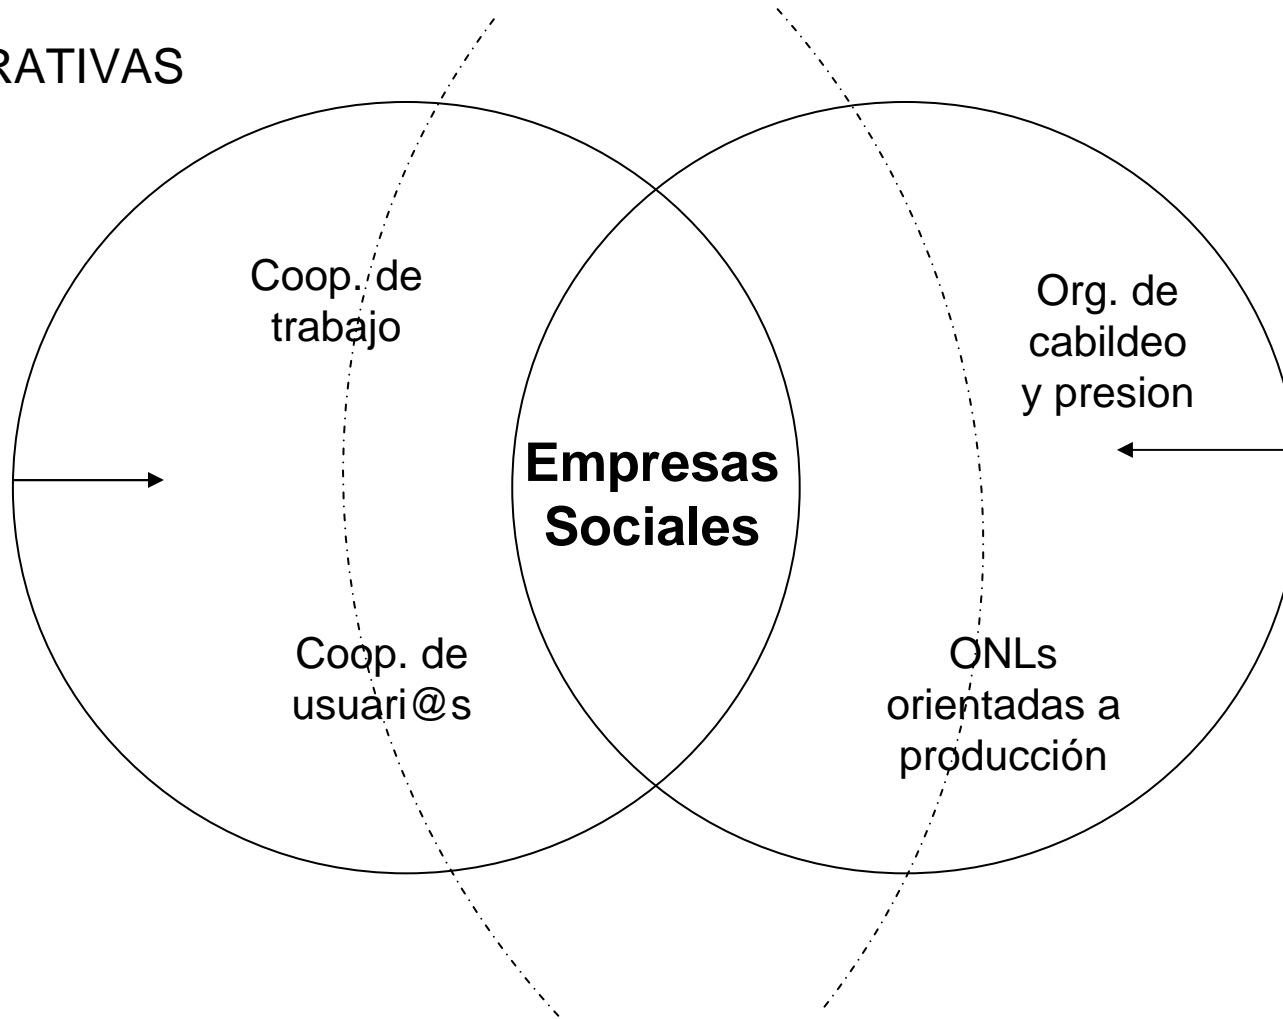 RATIVAS
Coop. de
trabajo
Org. de
cabildeo
y presion
Empresas
Sociales
Coop. de
usuari@s
ONLs
orientadas a
producción